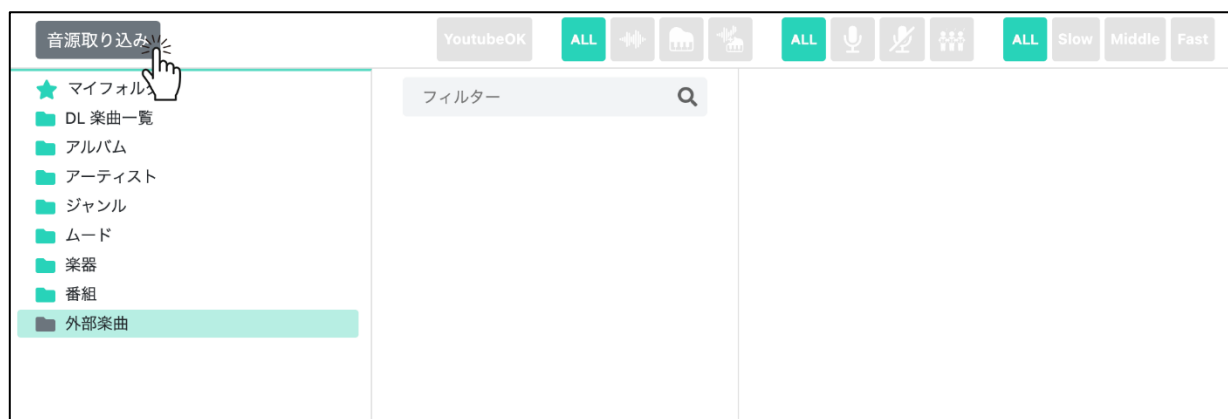 音源取り込み
YoutubeOK ALL ALL ALL Slow Middle Fast
マイフォルダ
フィルター
DL 楽曲一覧
アルバム
アーティスト
ジャンル
ムード
楽器
番組
外部楽曲